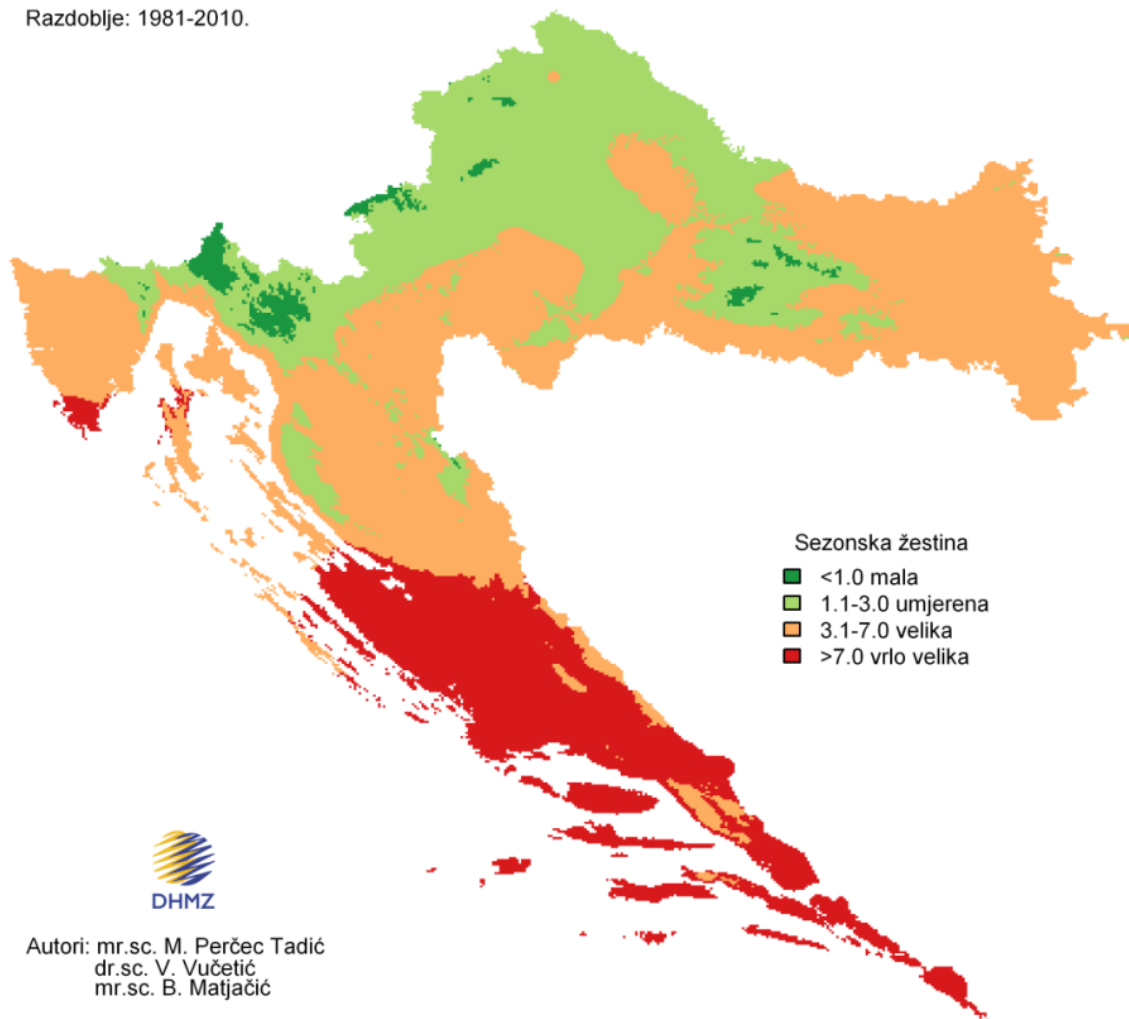 Razdoblje: 1981-2010.
Sezonska žestina
<1.0 mala
1.1-3.0 umjerena
3.1-7.0 velika
>7.0 vrlo velika
DHMZ
Autori: mr.sc. M. Perčec Tadić
dr.sc. V. Vučetić
mr.sc. B. Matjačić